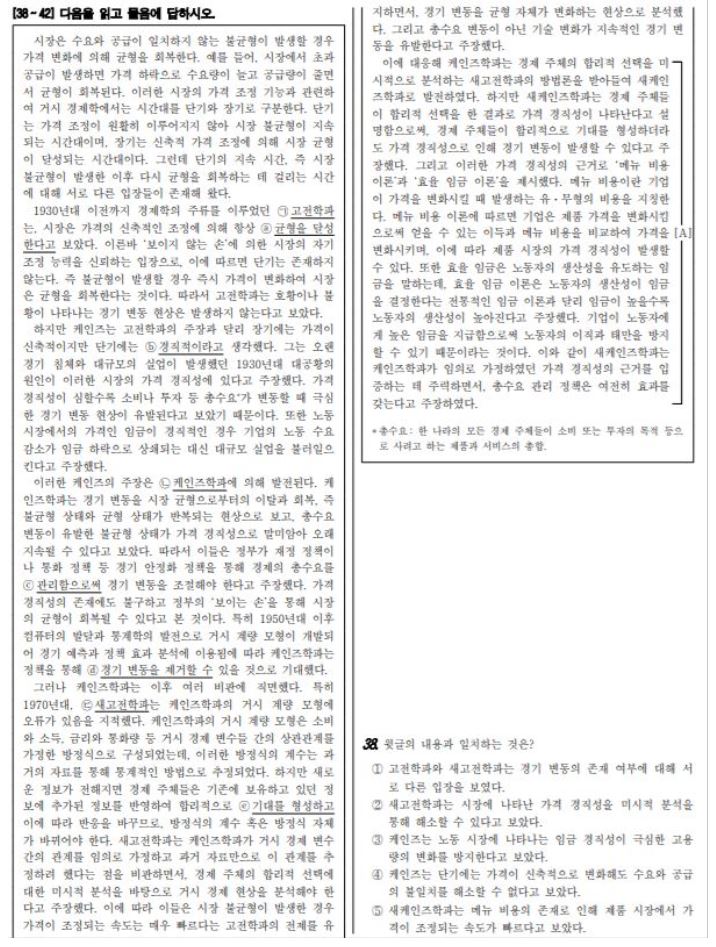 [38~42] 다음을 읽고 물음에 답하시오.
시장은 수요와 공급이 일치하지 않는 불균형이 발생할 경우
가격 변화에 의해 균형을 회복한다. 예를 들어, 시장에서 초과
공급이 발생하면 가격 하락으로 수요량이 늘고 공급량이 줄면
서 균형이 회복된다. 이러한 시장의 가격 조정 기능과 관련하
여 거시 경제학에서는 시간대를 단기와 장기로 구분한다. 단기
는 가격 조정이 원활히 이루어지지 않아 시장 불균형이 지속
되는 시간대이며, 장기는 신축적 가격 조정에 의해 시장 균형
이 달성되는 시간대이다. 그런데 단기의 지속 시간, 즉 시장
불균형이 발생한 이후 다시 균형을 회복하는 데 걸리는 시간
에 대해 서로 다른 입장들이 존재해 왔다.
1930년대 이전까지 경제학의 주류를 이루었던 ㉠고전학파
는, 시장은 가격의 신축적인 조정에 의해 항상 ⓐ균형을 달성
한다고 보았다. 이른바 ‘보이지 않는 손’에 의한 시장의 자기
조정 능력을 신뢰하는 입장으로, 이에 따르면 단기는 존재하지
않는다. 즉 불균형이 발생할 경우 즉시 가격이 변화하여 시장
은 균형을 회복한다는 것이다. 따라서 고전학파는 호황이나 불
황이 나타나는 경기 변동 현상은 발생하지 않는다고 보았다.
하지만 케인즈는 고전학파의 주장과 달리 장기에는 가격이
신축적이지만 단기에는 ⓑ경직적이라고 생각했다. 그는 오랜
경기 침체와 대규모의 실업이 발생했던 1930년대 대공황의
원인이 이러한 시장의 가격 경직성에 있다고 주장했다. 가격
경직성이 심할수록 소비나 투자 등 총수요*가 변동할 때 극심
한 경기 변동 현상이 유발된다고 보았기 때문이다. 또한 노동
시장에서의 가격인 임금이 경직적인 경우 기업의 노동 수요
감소가 임금 하락으로 상쇄되는 대신 대규모 실업을 불러일으
킨다고 주장했다.
이러한 케인즈의 주장은 ㉡케인즈학파에 의해 발전된다. 케
인즈학파는 경기 변동을 시장 균형으로부터의 이탈과 회복, 즉
불균형 상태와 균형 상태가 반복되는 현상으로 보고, 총수요
변동이 유발한 불균형 상태가 가격 경직성으로 말미암아 오래
지속될 수 있다고 보았다. 따라서 이들은 정부가 재정 정책이
나 통화 정책 등 경기 안정화 정책을 통해 경제의 총수요를
ⓒ관리함으로써 경기 변동을 조절해야 한다고 주장했다. 가격
경직성의 존재에도 불구하고 정부의 ‘보이는 손’을 통해 시장
의 균형이 회복될 수 있다고 본 것이다. 특히 1950년대 이후
컴퓨터의 발달과 통계학의 발전으로 거시 계량 모형이 개발되
어 경기 예측과 정책 효과 분석에 이용됨에 따라 케인즈학파는
정책을 통해 ⓓ경기 변동을 제거할 수 있을 것으로 기대했다.
그러나 케인즈학파는 이후 여러 비판에 직면했다. 특히
1970년대, ㉢새고전학파는 케인즈학파의 거시 계량 모형에
오류가 있음을 지적했다. 케인즈학파의 거시 계량 모형은 소비
와 소득, 금리와 통화량 등 거시 경제 변수들 간의 상관관계를
가정한 방정식으로 구성되었는데, 이러한 방정식의 계수는 과
거의 자료를 통해 통계적인 방법으로 추정되었다. 하지만 새로
운 정보가 전해지면 경제 주체들은 기존에 보유하고 있던 정
보에 추가된 정보를 반영하여 합리적으로 ⓔ기대를 형성하고
이에 따라 반응을 바꾸므로, 방정식의 계수 혹은 방정식 자체
가 바뀌어야 한다. 새고전학파는 케인즈학파가 거시 경제 변수
간의 관계를 임의로 가정하고 과거 자료만으로 이 관계를 추
정하려 했다는 점을 비판하면서, 경제 주체의 합리적 선택에
대한 미시적 분석을 바탕으로 거시 경제 현상을 분석해야 한
다고 주장했다. 이에 따라 이들은 시장 불균형이 발생한 경우
가격이 조정되는 속도는 매우 빠르다는 고전학파의 전제를 유
지하면서, 경기 변동을 균형 자체가 변화하는 현상으로 분석했
다. 그리고 총수요 변동이 아닌 기술 변화가 지속적인 경기 변
동을 유발한다고 주장했다.
이에 대응해 케인즈학파는 경제 주체의 합리적 선택을 미
시적으로 분석하는 새고전학파의 방법론을 받아들여 새케인
즈학파로 발전하였다. 하지만 새케인즈학파는 경제 주체들
이 합리적 선택을 한 결과로 가격 경직성이 나타난다고 설
명함으로써, 경제 주체들이 합리적으로 기대를 형성하더라
도 가격 경직성으로 인해 경기 변동이 발생할 수 있다고 주
장했다. 그리고 이러한 가격 경직성의 근거로 ‘메뉴 비용
이론’과 ‘효율 임금 이론’을 제시했다. 메뉴 비용이란 기업
이 가격을 변화시킬 때 발생하는 유·무형의 비용을 지칭한
다. 메뉴 비용 이론에 따르면 기업은 제품 가격을 변화시킴
으로써 얻을 수 있는 이득과 메뉴 비용을 비교하여 가격을 [A]
변화시키며, 이에 따라 제품 시장의 가격 경직성이 발생할
수 있다. 또한 효율 임금은 노동자의 생산성을 유도하는 임
금을 말하는데, 효율 임금 이론은 노동자의 생산성이 임금
을 결정한다는 전통적인 임금 이론과 달리 임금이 높을수록
노동자의 생산성이 높아진다고 주장했다. 기업이 노동자에
게 높은 임금을 지급함으로써 노동자의 이직과 태만을 방지
할 수 있기 때문이라는 것이다. 이와 같이 새케인즈학파는
케인즈학파가 임의로 가정하였던 가격 경직성의 근거를 입
증하는 데 주력하면서, 총수요 관리 정책은 여전히 효과를
갖는다고 주장하였다.
*총수요: 한 나라의 모든 경제 주체들이 소비 또는 투자의 목적 등으
로 사려고 하는 제품과 서비스의 총합.
38. 윗글의 내용과 일치하는 것은?
① 고전학파와 새고전학파는 경기 변동의 존재 여부에 대해 서
로 다른 입장을 보였다.
② 새고전학파는 시장에 나타난 가격 경직성을 미시적 분석을
통해 해소할 수 있다고 보았다.
③ 케인즈는 노동 시장에 나타나는 임금 경직성이 극심한 고용
량의 변화를 방지한다고 보았다.
④ 케인즈는 단기에는 가격이 신축적으로 변화해도 수요와 공급
의 불일치를 해소할 수 없다고 보았다.
⑤ 새케인즈학파는 메뉴 비용의 존재로 인해 제품 시장에서 가
격이 조정되는 속도가 빠르다고 보았다.